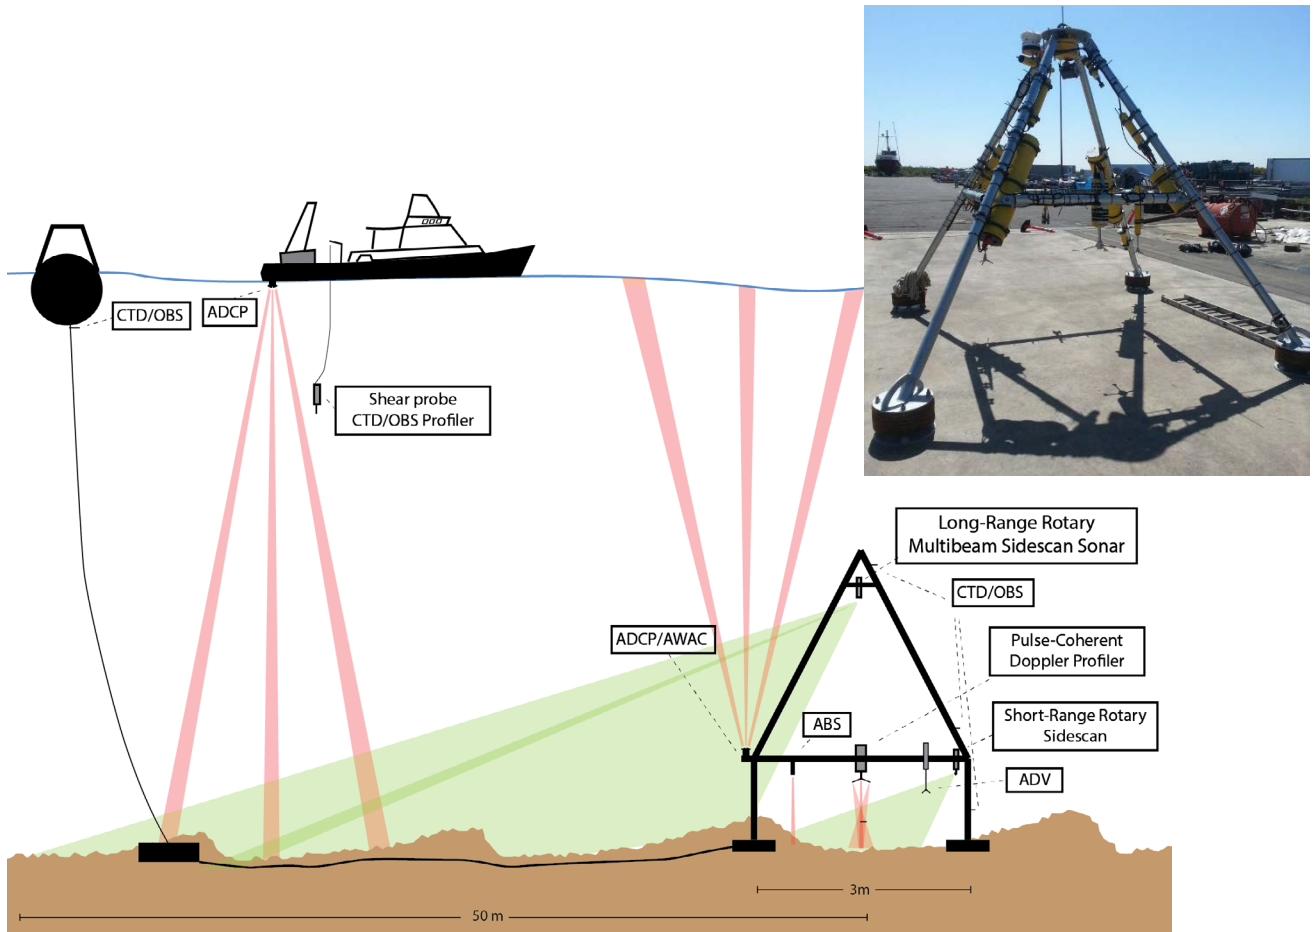 CTD/OBS
ADCP
Shear probe
CTD/OBS Profiler
Long-Range Rotary
Multibeam Sidescan Sonar
CTD/OBS
ADCP/AWAC
Pulse-Coherent
Doppler Profiler
ABS
Short-Range Rotary
Sidescan
ADV
3m
50 m